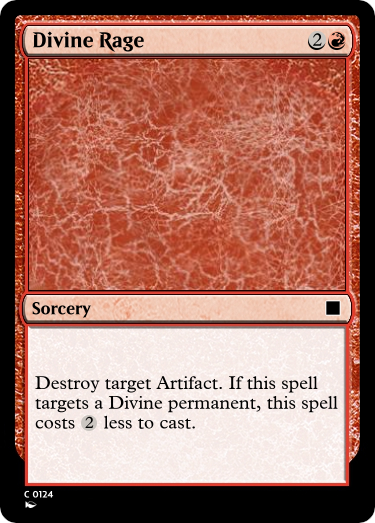 Divine Rage 2
Sorcery
Destroy target Artifact. If this spell
targets a Divine permanent, this spell
costs 2 less to cast.
C 0124